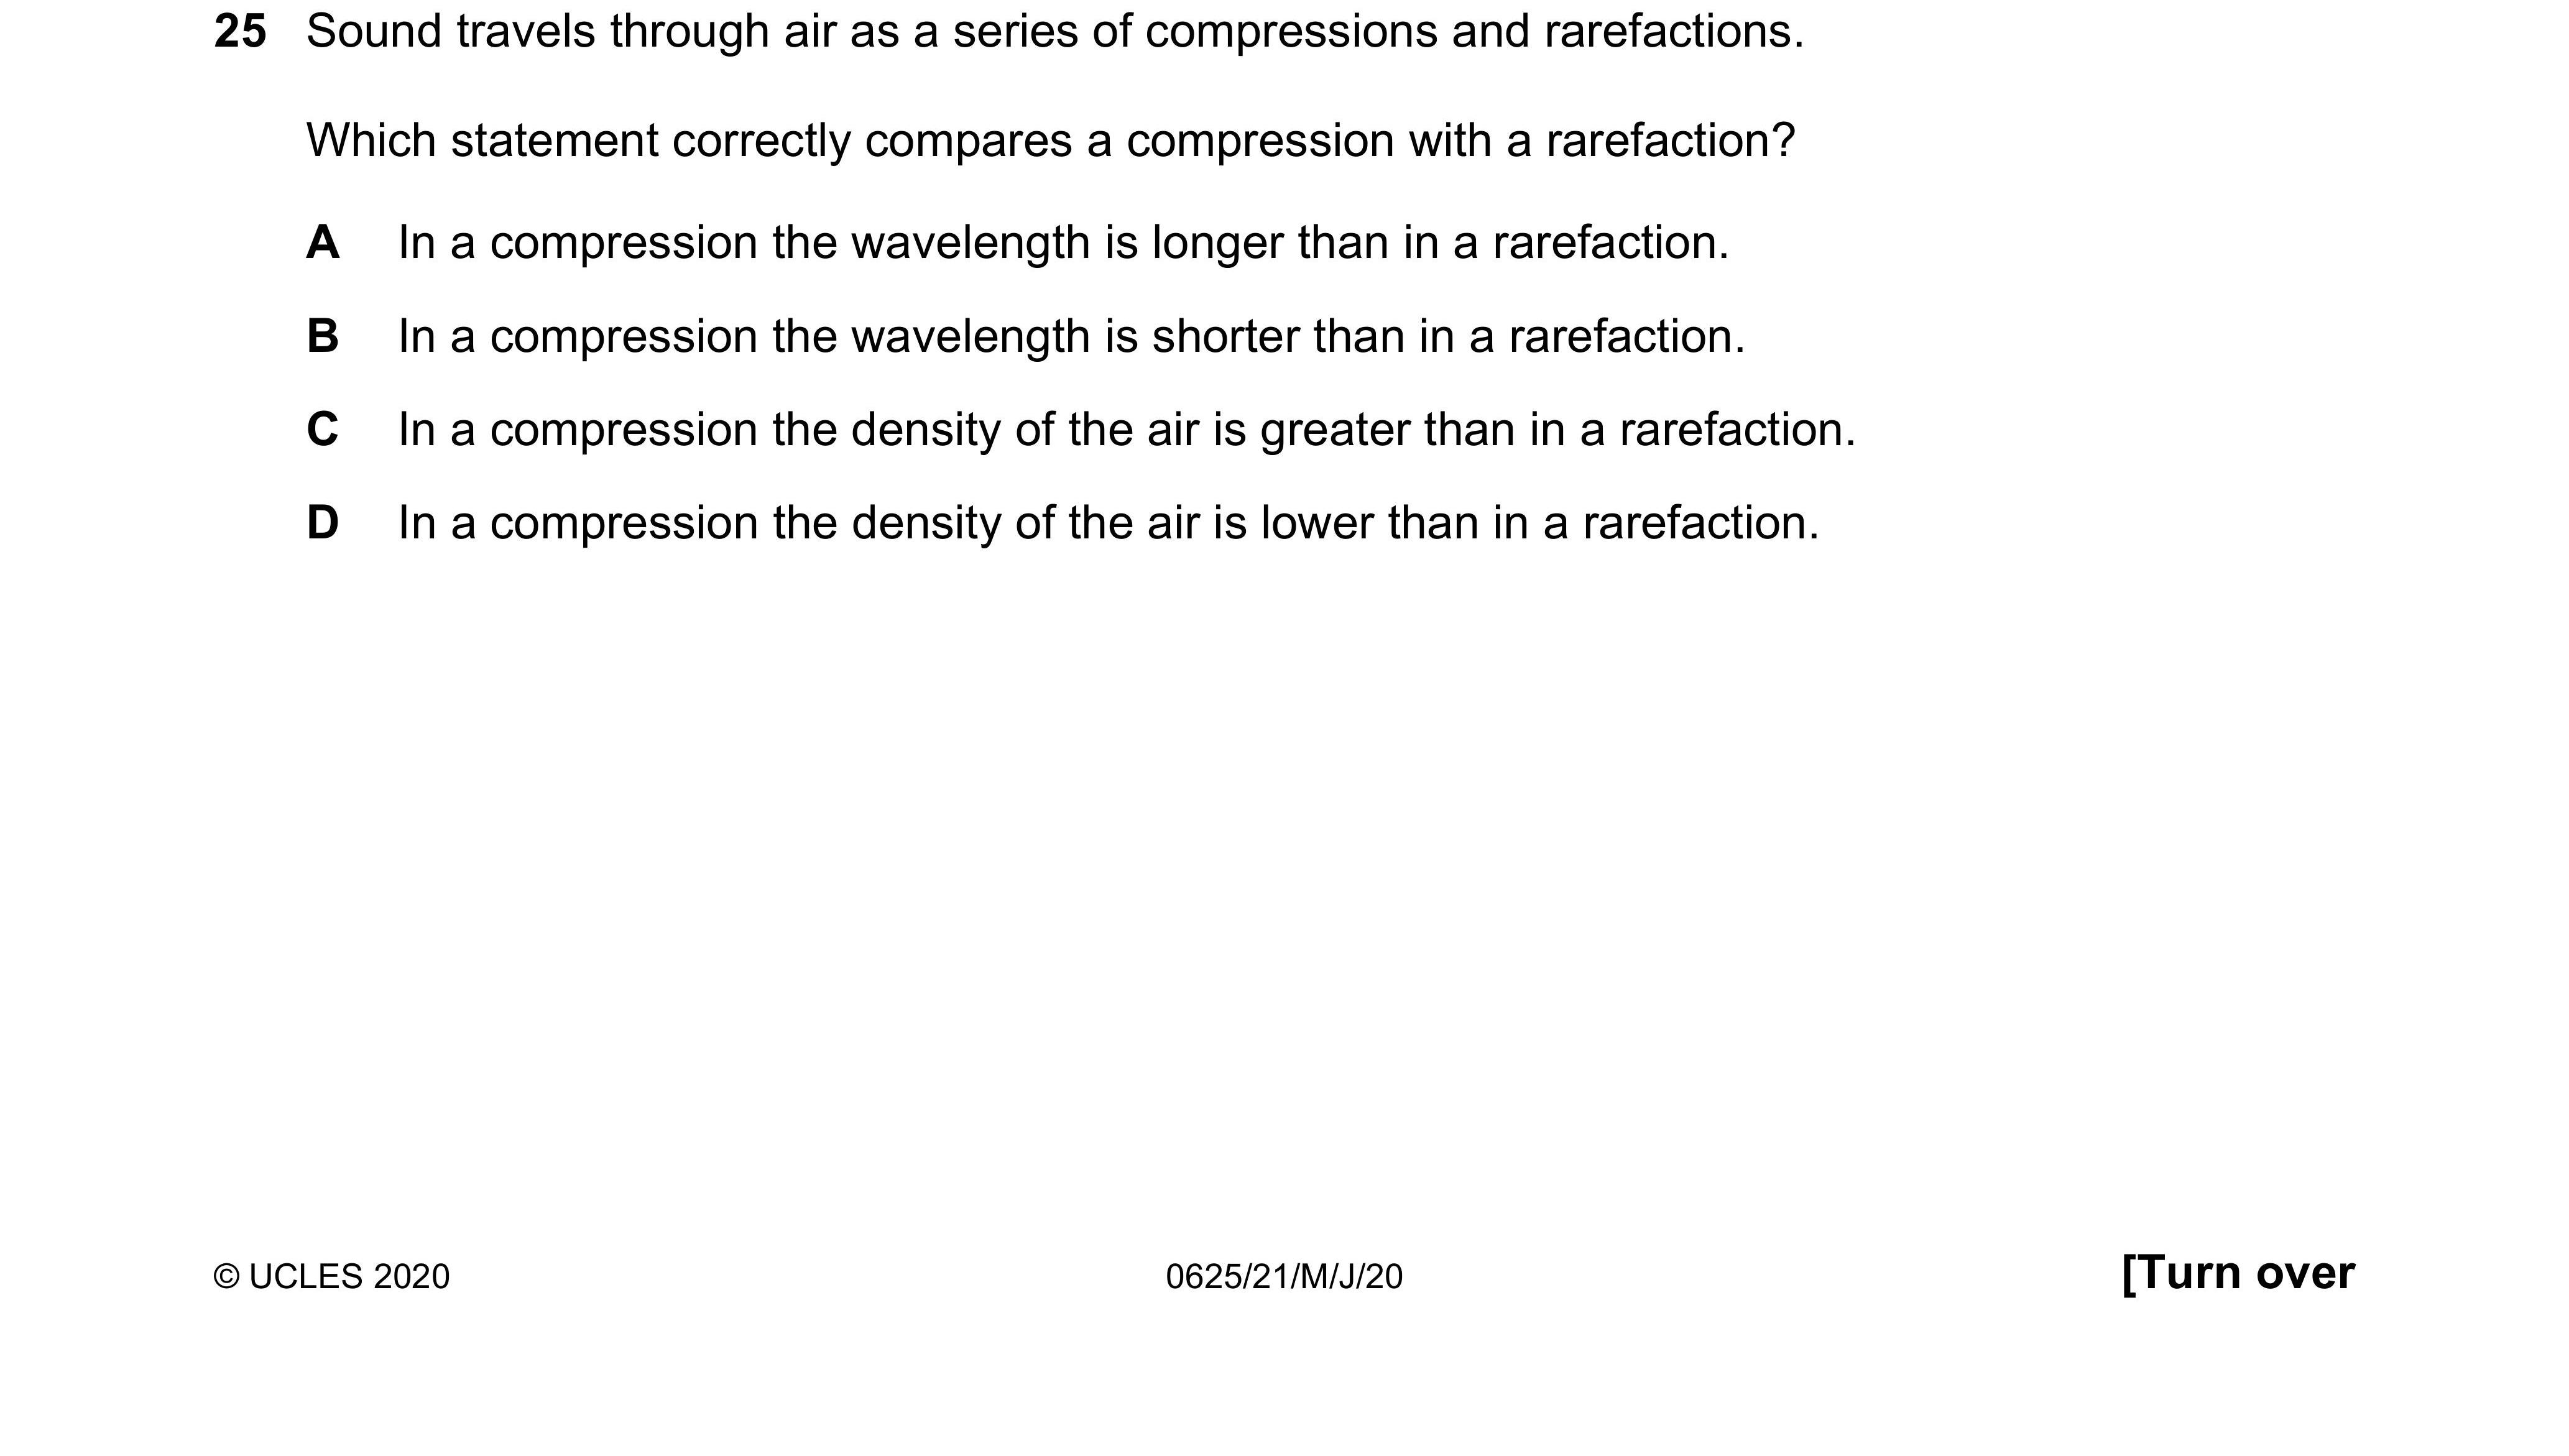 25 Sound travels through air as a series of compressions and rarefactions.
Which statement correctly compares a compression with a rarefaction?
A In a compression the wavelength is longer than in a rarefaction.
B In a compression the wavelength is shorter than in a rarefaction.
C In a compression the density of the air is greater than in a rarefaction.
D In a compression the density of the air is lower than in a rarefaction.
© UCLES 2020 0625/21/M/J/20 [Turn over